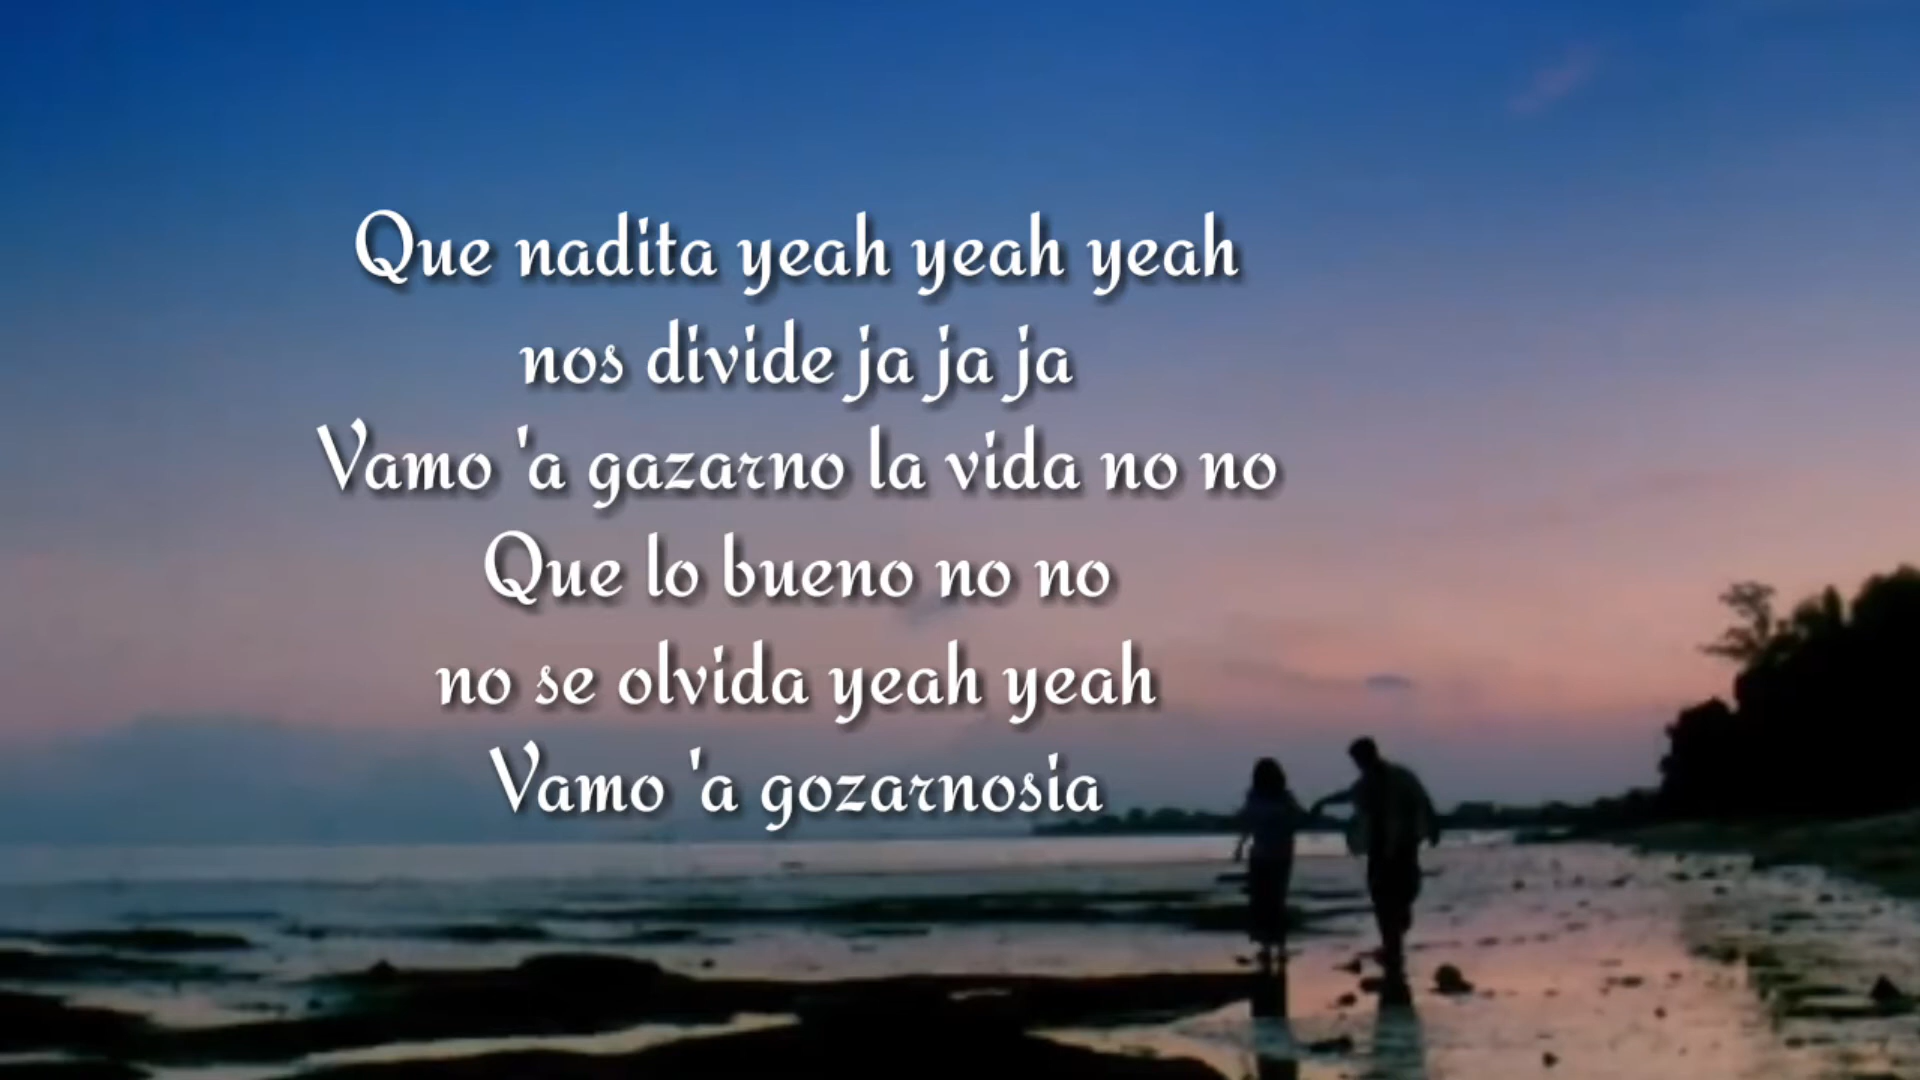 Que nadita yeah yeah yeah
nos divide ja ja ja
Vamo 'a gazarno la vida no no
Que lo bueno no no
no se olvida yeah yeah
Vamo 'a gozarnosia